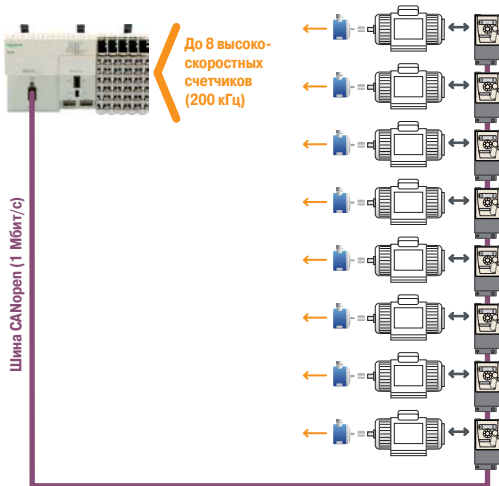 До 8 высоко-
скоростных
счетчиков
(200 кГц)
Шина CANopen (1 Мбит/с)